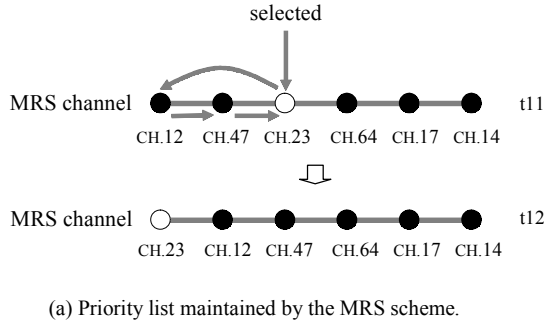 selected
MRS channel t11
CH.12 CH.47 CH.23 CH.64 CH.17 CH.14
MRS channel t12
CH.23 CH.12 CH.47 CH.64 CH.17 CH.14
(a) Priority list maintained by the MRS scheme.